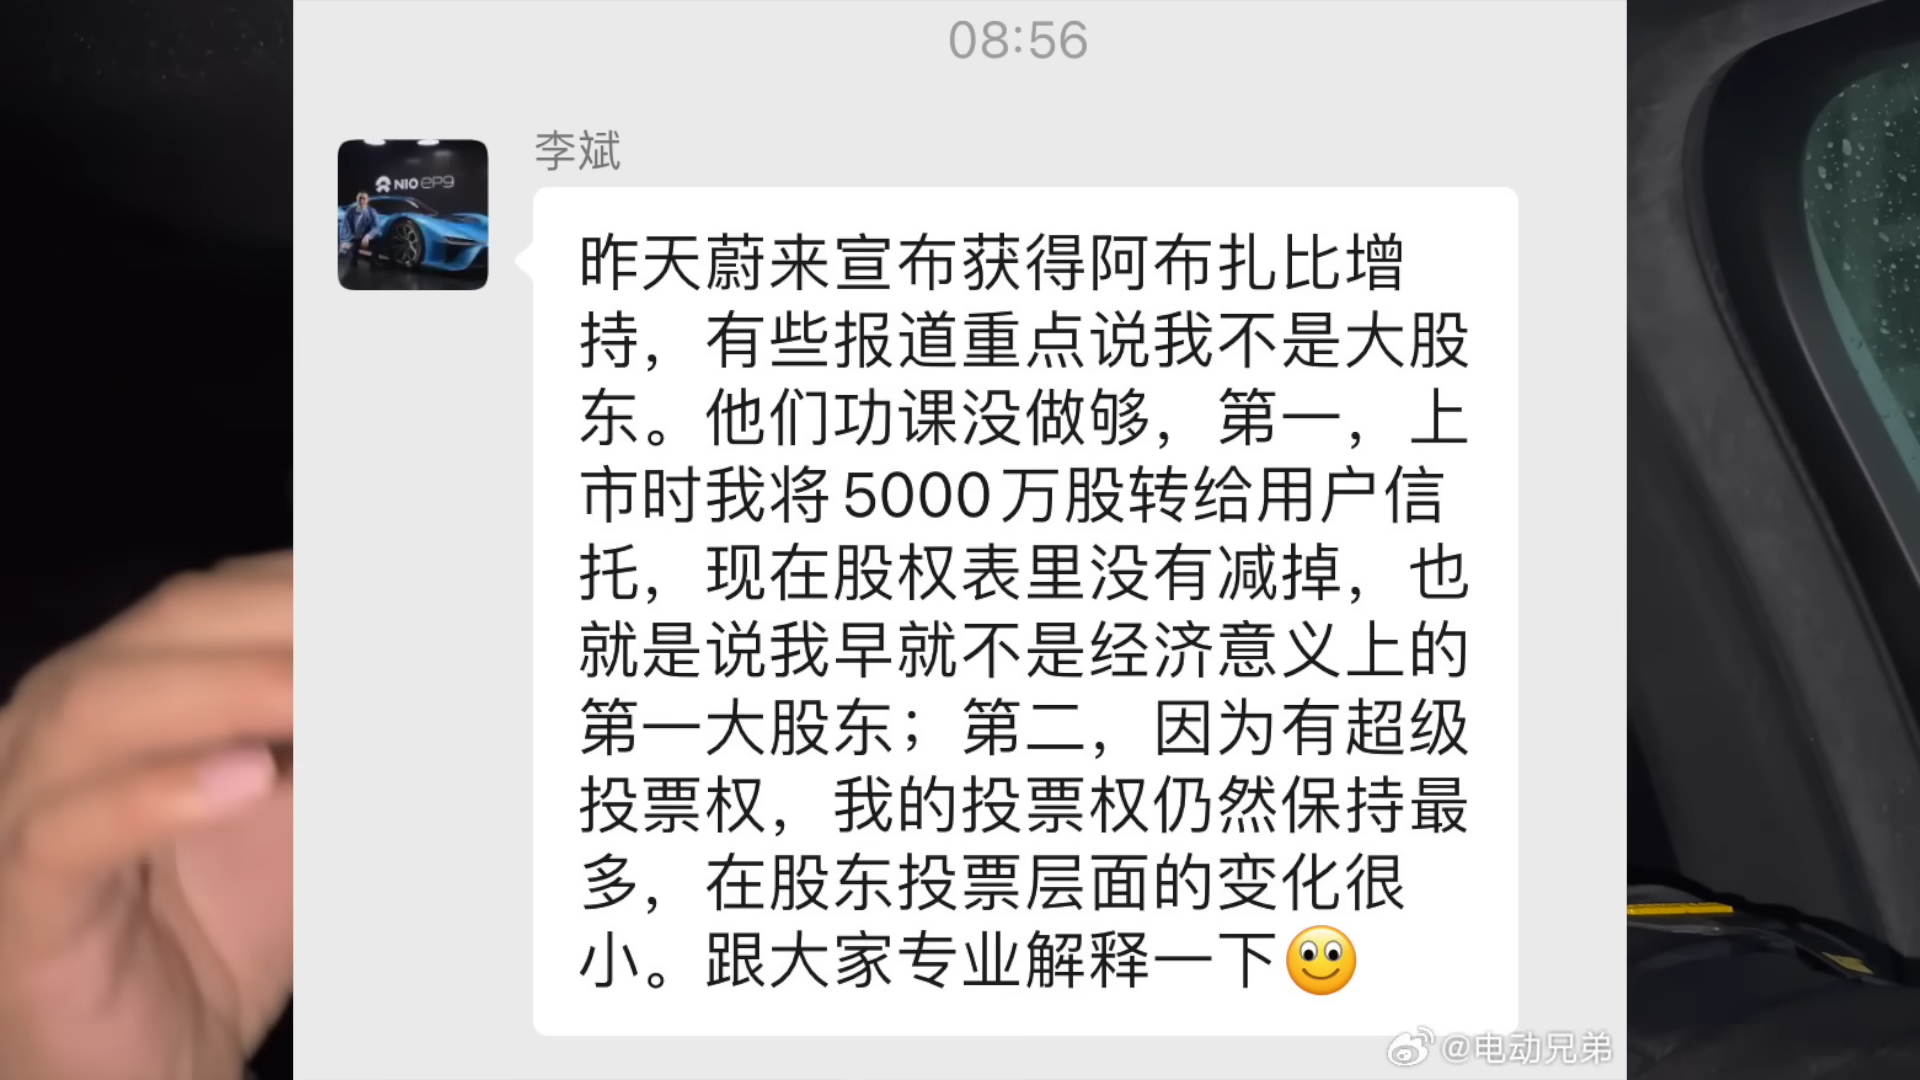 08:56
李斌
NIO ep9
昨天蔚来宣布获得阿布扎比增
持，有些报道重点说我不是大股
东。他们功课没做够，第一，上
市时我将5000万股转给用户信
托，现在股权表里没有减掉，也
就是说我早就不是经济意义上的
第一大股东；第二，因为有超级
投票权，我的投票权仍然保持最
多，在股东投票层面的变化很
小。跟大家专业解释一下🙂
@电动兄弟